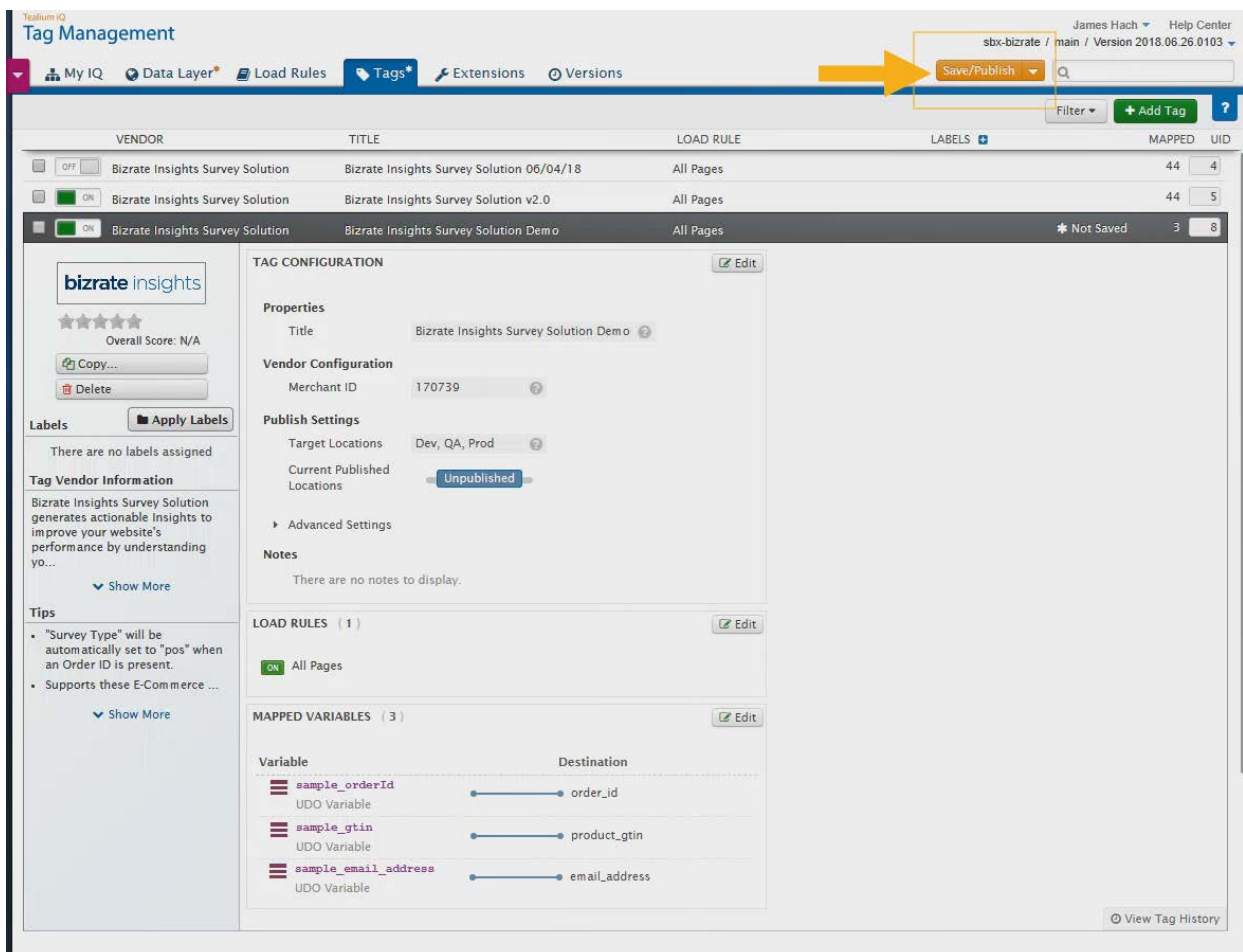 Tealium iQ
Tag Management
James Hach Help Center
sbx-bizrate / main / Version 2018.06.26.0103
My IQ Data Layer* Load Rules Tags* Extensions Versions
Save/Publish
Filter + Add Tag ?
VENDOR TITLE LOAD RULE LABELS MAPPED UID
OFF Bizrate Insights Survey Solution Bizrate Insights Survey Solution 06/04/18 All Pages 44 4
ON Bizrate Insights Survey Solution Bizrate Insights Survey Solution v2.0 All Pages 44 5
ON Bizrate Insights Survey Solution Bizrate Insights Survey Solution Demo All Pages * Not Saved 3 8
bizrate insights
Overall Score: N/A
Copy...
Delete
Labels Apply Labels
There are no labels assigned
Tag Vendor Information
Bizrate Insights Survey Solution
generates actionable Insights to
improve your website's
performance by understanding
yo...
Show More
Tips
• "Survey Type" will be
automatically set to "pos" when
an Order ID is present.
• Supports these E-Commerce ...
Show More
TAG CONFIGURATION Edit
Properties
Title Bizrate Insights Survey Solution Demo ?
Vendor Configuration
Merchant ID 170739 ?
Publish Settings
Target Locations Dev, QA, Prod ?
Current Published
Locations
Unpublished
Advanced Settings
Notes
There are no notes to display.
LOAD RULES ( 1 ) Edit
ON All Pages
MAPPED VARIABLES ( 3 ) Edit
Variable Destination
sample_orderId order_id
UDO Variable
sample_gtin product_gtin
UDO Variable
sample_email_address email_address
UDO Variable
View Tag History